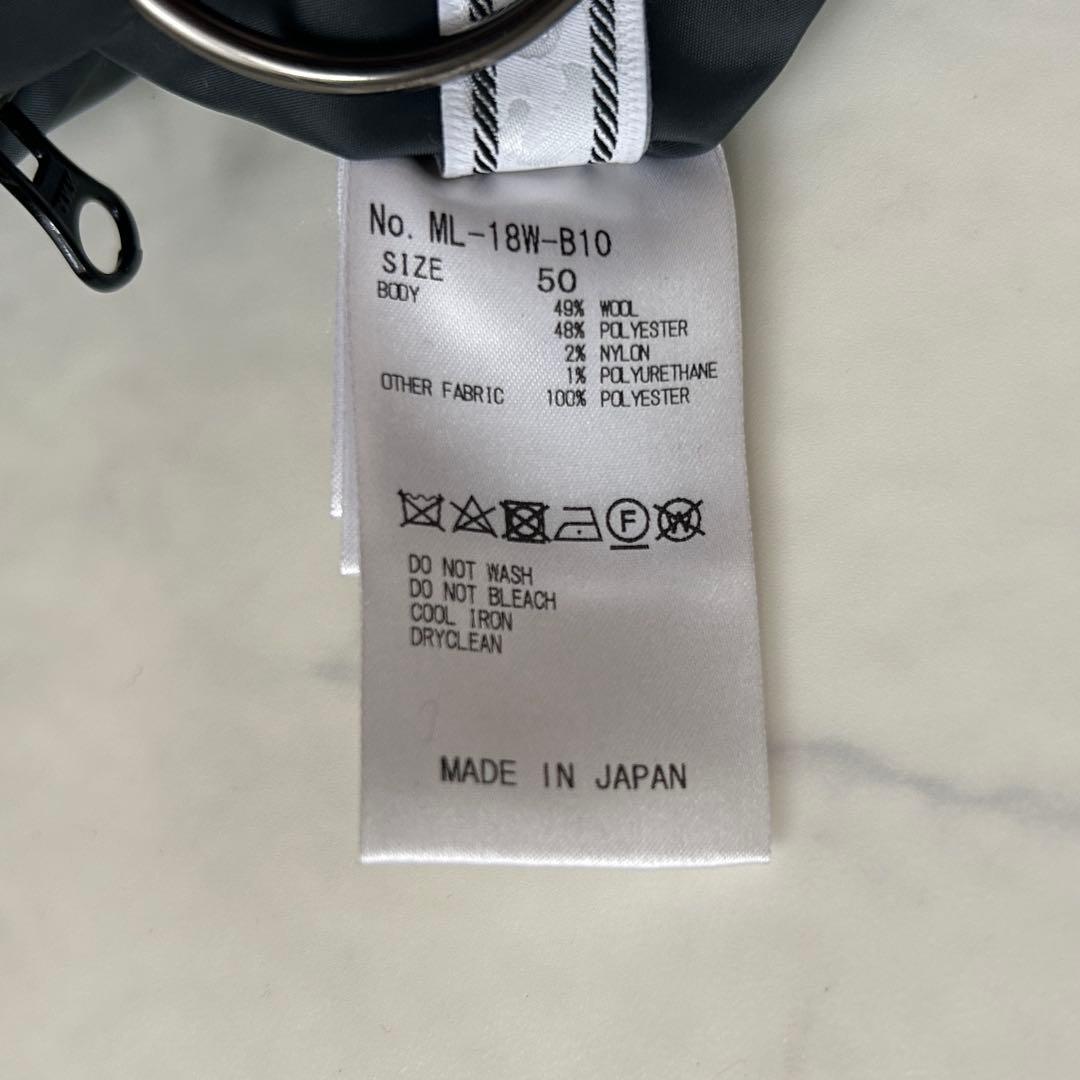 No. ML-18W-B10
SIZE 50
BODY
49% WOOL
48% POLYESTER
2% NYLON
1% POLYURETHANE
OTHER FABRIC 100% POLYESTER
F W
DO NOT WASH
DO NOT BLEACH
COOL IRON
DRYCLEAN
MADE IN JAPAN